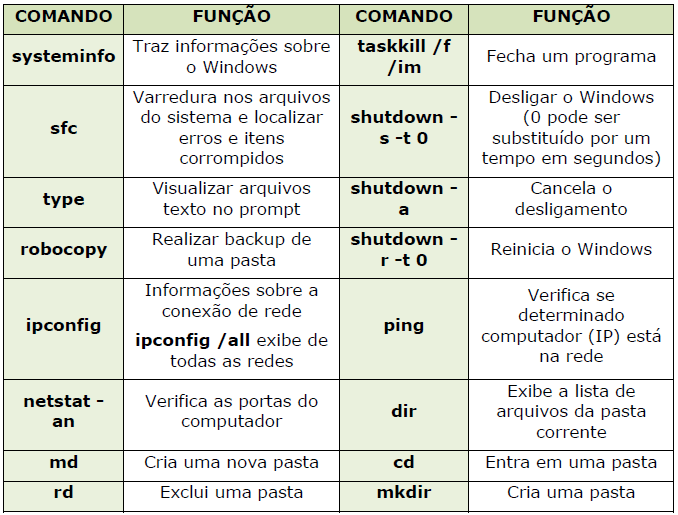 COMANDO FUNÇÃO COMANDO FUNÇÃO
systeminfo
Traz informações sobre
o Windows
taskkill /f
/im
Fecha um programa
sfc
Varredura nos arquivos
do sistema e localizar
erros e itens
corrompidos
shutdown -
s -t 0
Desligar o Windows
(0 pode ser
substituído por um
tempo em segundos)
type
Visualizar arquivos
texto no prompt
shutdown -
a
Cancela o
desligamento
robocopy
Realizar backup de
uma pasta
shutdown -
r -t 0
Reinicia o Windows
ipconfig
Informações sobre a
conexão de rede
ipconfig /all exibe de
todas as redes
ping
Verifica se
determinado
computador (IP) está
na rede
netstat -
an
Verifica as portas do
computador
dir
Exibe a lista de
arquivos da pasta
corrente
md
Cria uma nova pasta
cd
Entra em uma pasta
rd
Exclui uma pasta
mkdir
Cria uma pasta